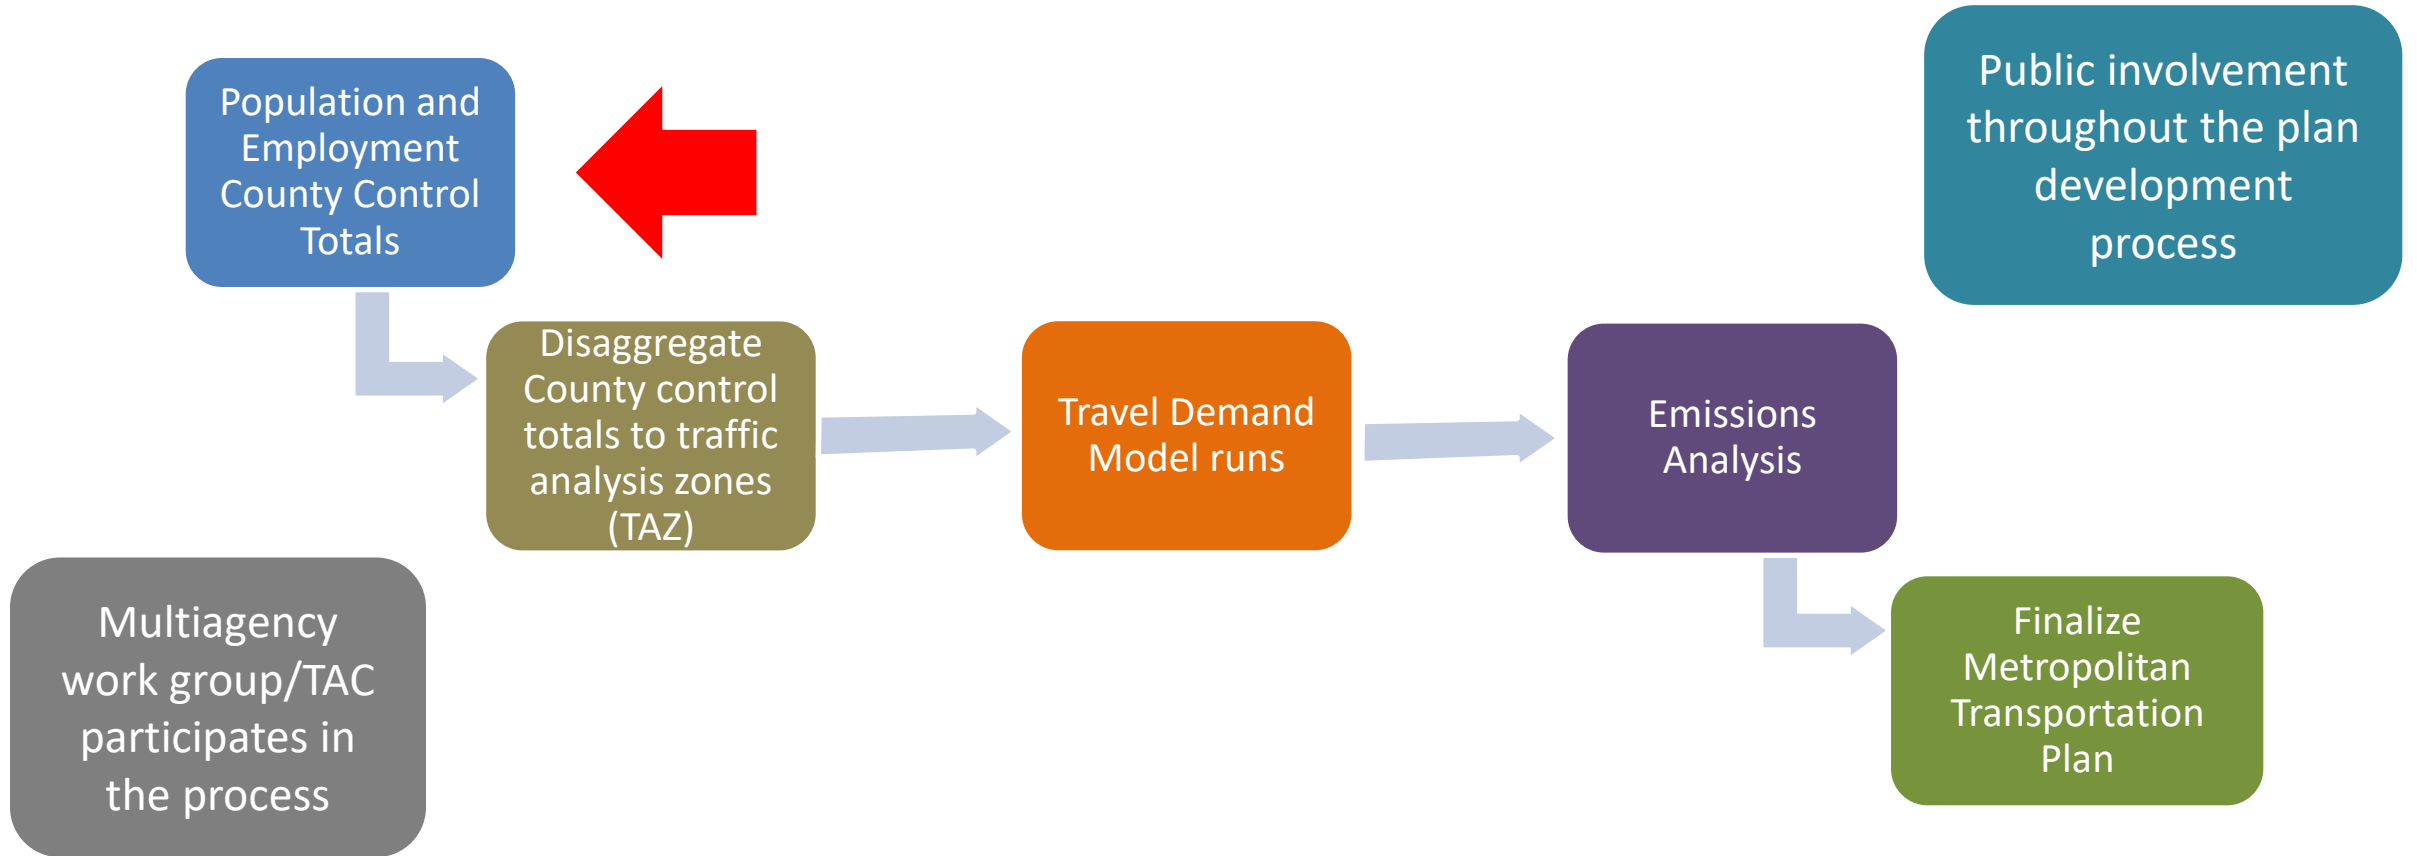 Population and
Employment
County Control
Totals
Public involvement
throughout the plan
development
process
Disaggregate
County control
totals to traffic
analysis zones
(TAZ)
Travel Demand
Model runs
Emissions
Analysis
Multiagency
work group/TAC
participates in
the process
Finalize
Metropolitan
Transportation
Plan